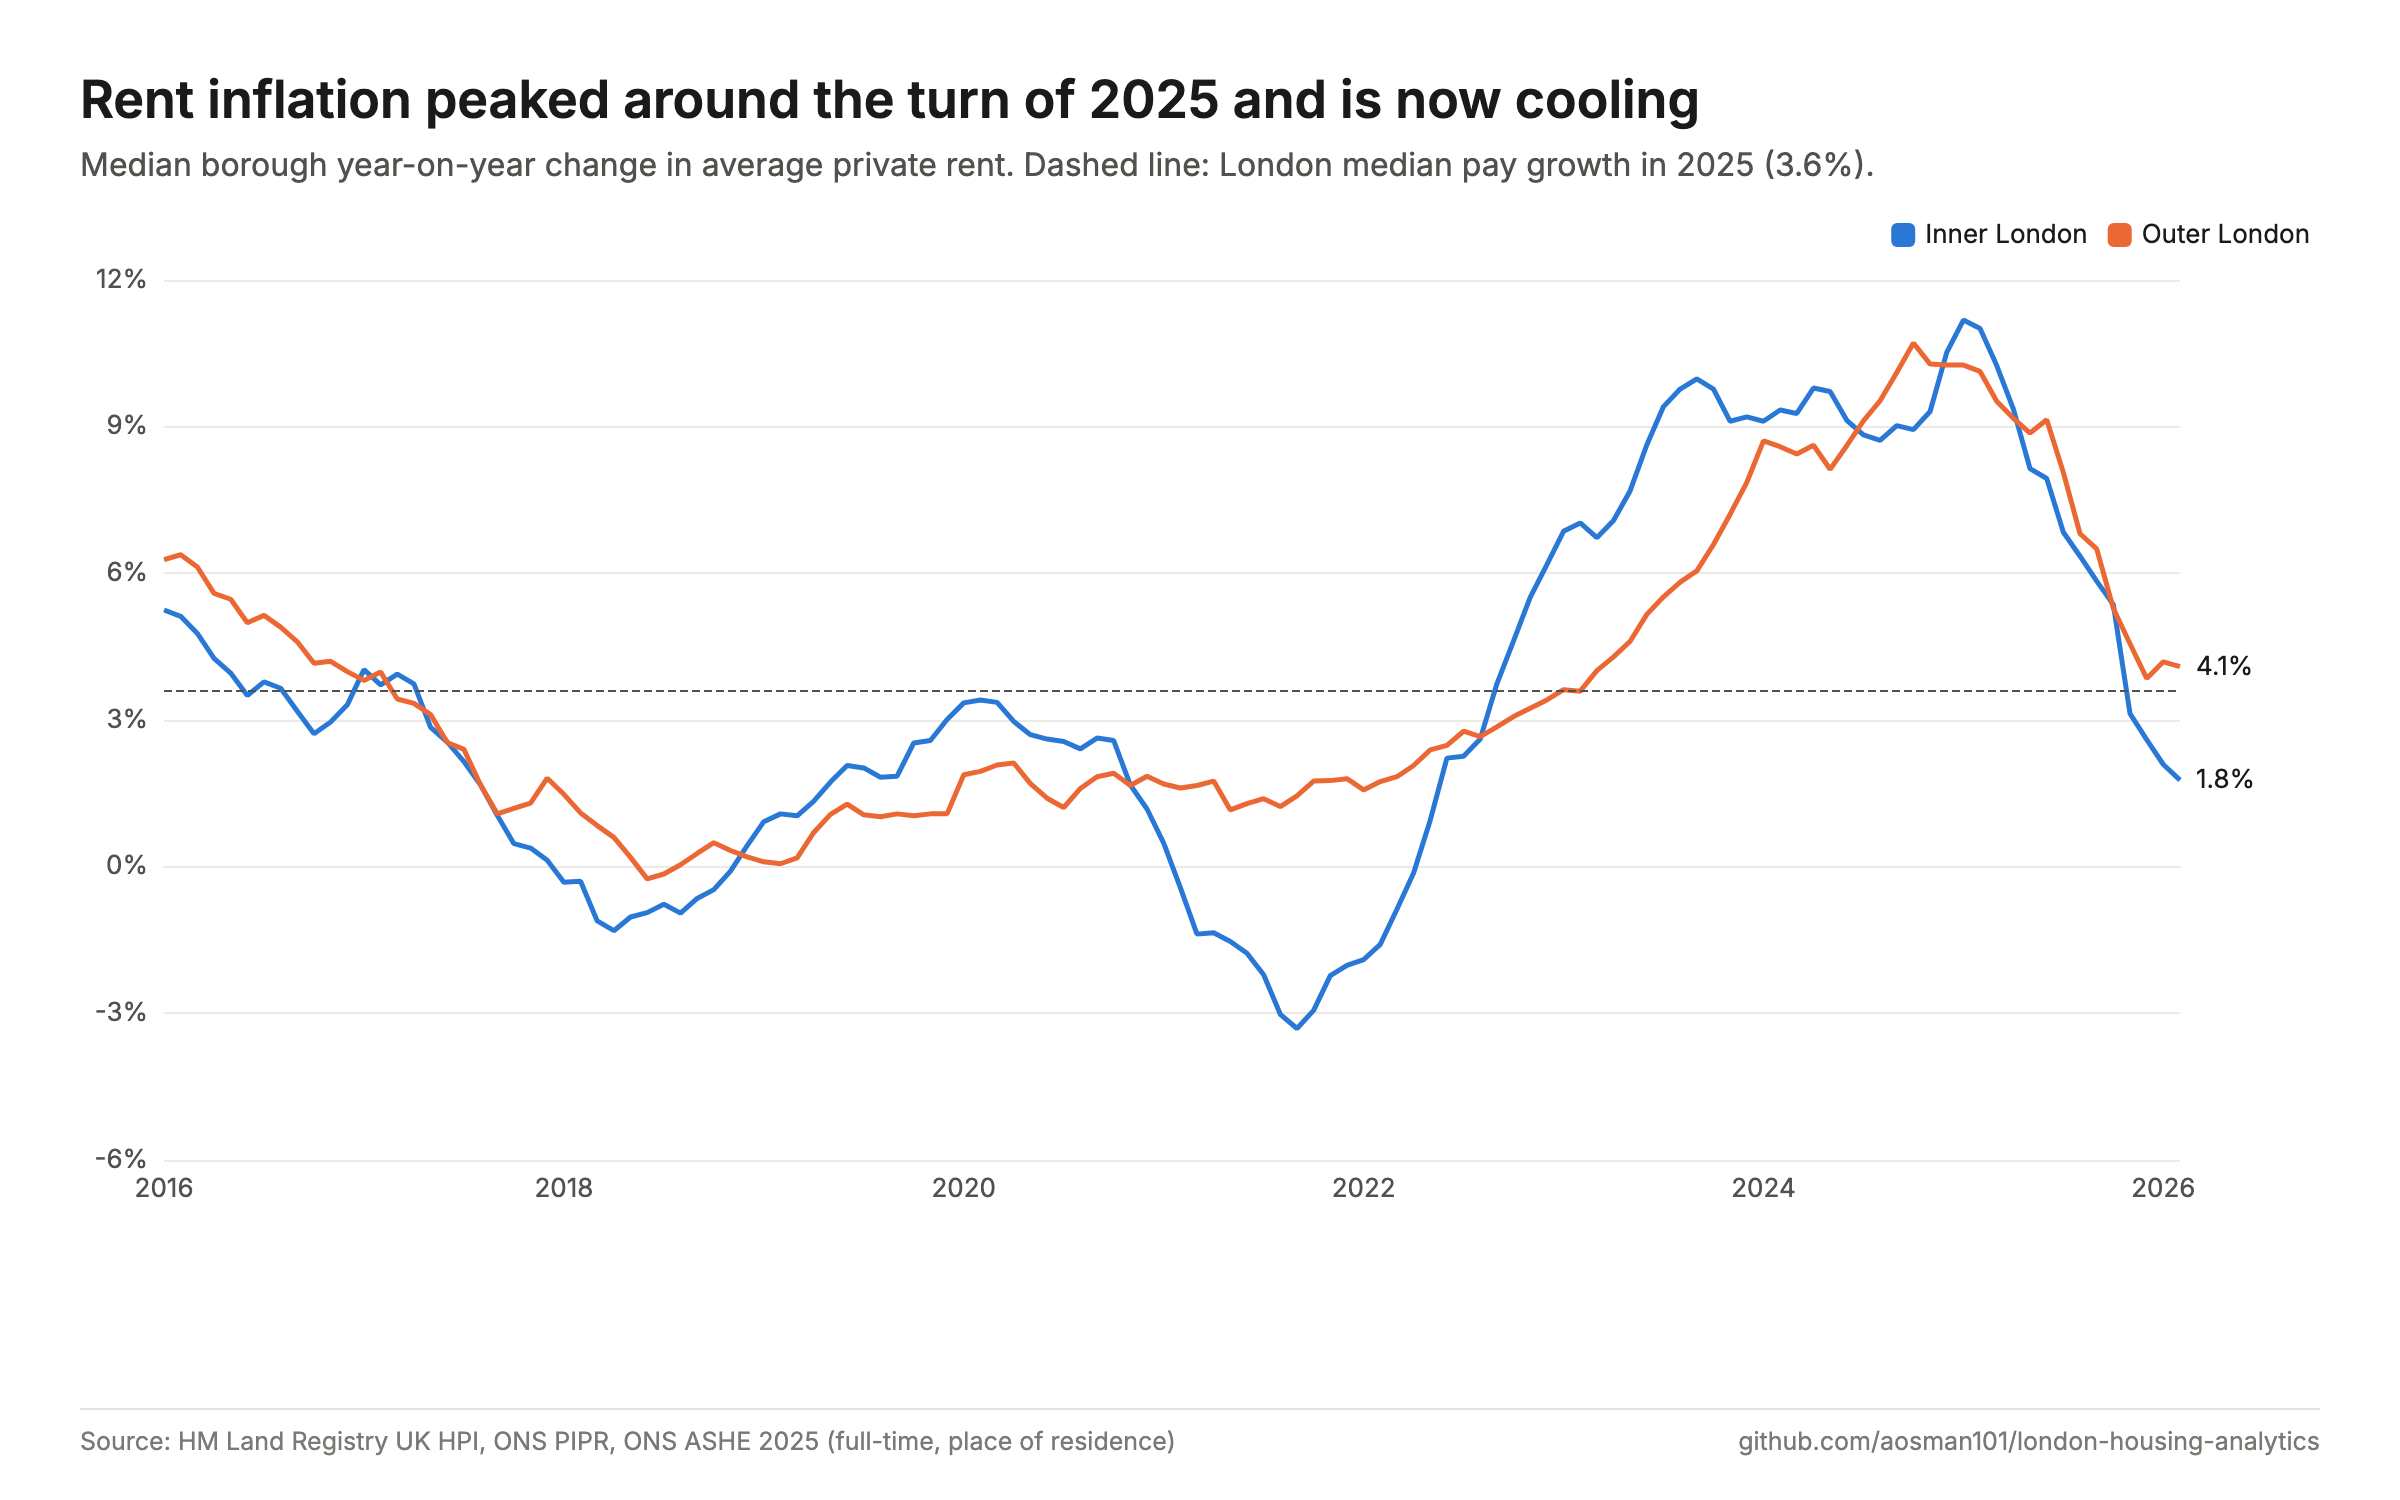 Rent inflation peaked around the turn of 2025 and is now cooling
Median borough year-on-year change in average private rent. Dashed line: London median pay growth in 2025 (3.6%).
Inner London
Outer London
12%
9%
6%
4.1%
3%
1.8%
0%
-3%
-6%
2016
2018
2020
2022
2024
2026
Source: HM Land Registry UK HPI, ONS PIPR, ONS ASHE 2025 (full-time, place of residence)
github.com/aosman101/london-housing-analytics